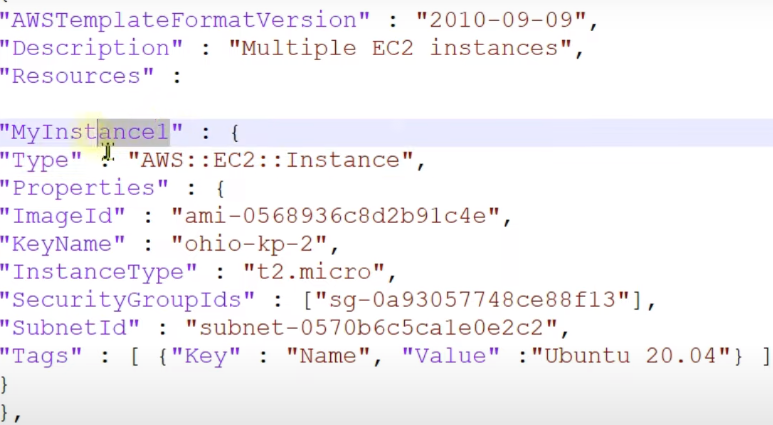 "AWSTemplateFormatVersion" : "2010-09-09",
"Description" : "Multiple EC2 instances",
"Resources" :
"MyInstance1" : {
"Type" : "AWS::EC2::Instance",
"Properties" : {
"ImageId" : "ami-0568936c8d2b91c4e",
"KeyName" : "ohio-kp-2",
"InstanceType" : "t2.micro",
"SecurityGroupIds" : ["sg-0a93057748ce88f13"],
"SubnetId" : "subnet-0570b6c5ca1e0e2c2",
"Tags" : [ {"Key" : "Name", "Value" :"Ubuntu 20.04"} ]
}
},